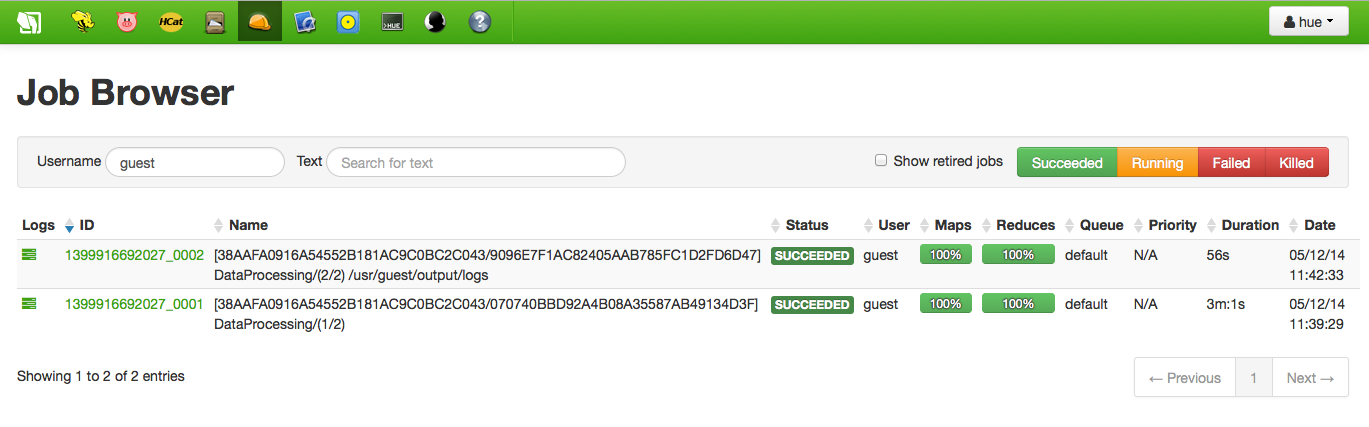 HCat
>HUE
?
hue
Job Browser
Username guest Text Search for text Show retired jobs Succeeded Running Failed Killed
Logs ID Name Status User Maps Reduces Queue Priority Duration Date
1399916692027_0002 [38AAFA0916A54552B181AC9C0BC2C043/9096E7F1AC82405AAB785FC1D2FD6D47] SUCCEEDED guest 100% 100% default N/A 56s 05/12/14
DataProcessing/(2/2) /usr/guest/output/logs 11:42:33
1399916692027_0001 [38AAFA0916A54552B181AC9C0BC2C043/070740BBD92A4B08A35587AB49134D3F] SUCCEEDED guest 100% 100% default N/A 3m:1s 05/12/14
DataProcessing/(1/2) 11:39:29
Showing 1 to 2 of 2 entries
← Previous 1 Next →